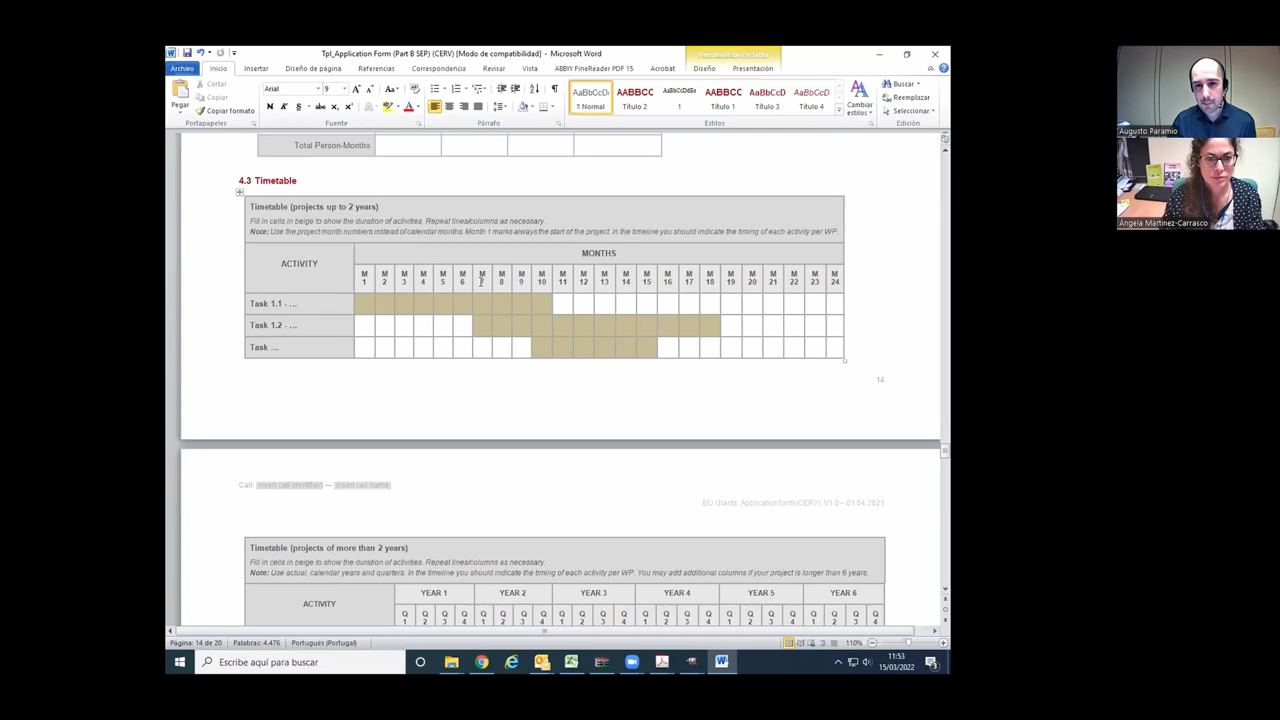 Tpl_Application Form (Part B SEP) (CERV) [Modo de compatibilidad] - Microsoft Word
Archivo Inicio Insertar Diseño de página Referencias Correspondencia Revisar Vista ABBYY FineReader PDF 15 Acrobat Diseño Presentación
Pegar
Cortar
Copiar
Copiar formato
Portapapeles
Arial 9
N K S abc x₂ x²
Fuente
Párrafo
AaBbCcDc AABBCC AaBbCcDdEe AABBCC AaBbCcI AaBbCcI
¶ Normal Título 2 1 Título 1 Título 3 Título 4
Estilos
Cambiar estilos
Buscar
Reemplazar
Seleccionar
Edición
Total Person-Months
4.3 Timetable
Timetable (projects up to 2 years)
Fill in cells in beige to show the duration of activities. Repeat lines/columns as necessary.
Note: Use the project month numbers instead of calendar months. Month 1 marks always the start of the project. In the timeline you should indicate the timing of each activity per WP.
ACTIVITY
MONTHS
M 1 M 2 M 3 M 4 M 5 M 6 M 7 M 8 M 9 M 10 M 11 M 12 M 13 M 14 M 15 M 16 M 17 M 18 M 19 M 20 M 21 M 22 M 23 M 24
Task 1.1 - ...
Task 1.2 - ...
Task ...
14
Call: insert call identifier — insert call name
EU Grants: Application form (CERV): V1.0 – 01.04.2021
Timetable (projects of more than 2 years)
Fill in cells in beige to show the duration of activities. Repeat lines/columns as necessary.
Note: Use actual, calendar years and quarters. In the timeline you should indicate the timing of each activity per WP. You may add additional columns if your project is longer than 6 years.
ACTIVITY
YEAR 1 YEAR 2 YEAR 3 YEAR 4 YEAR 5 YEAR 6
Q 1 Q 2 Q 3 Q 4 Q 1 Q 2 Q 3 Q 4 Q 1 Q 2 Q 3 Q 4 Q 1 Q 2 Q 3 Q 4 Q 1 Q 2 Q 3 Q 4 Q 1 Q 2 Q 3 Q 4
Página: 14 de 20 Palabras: 4.476 Portugués (Portugal) 110%
Escribe aquí para buscar
11:53
15/03/2022
3
Augusto Paramio
Angela Martinez-Carrasco